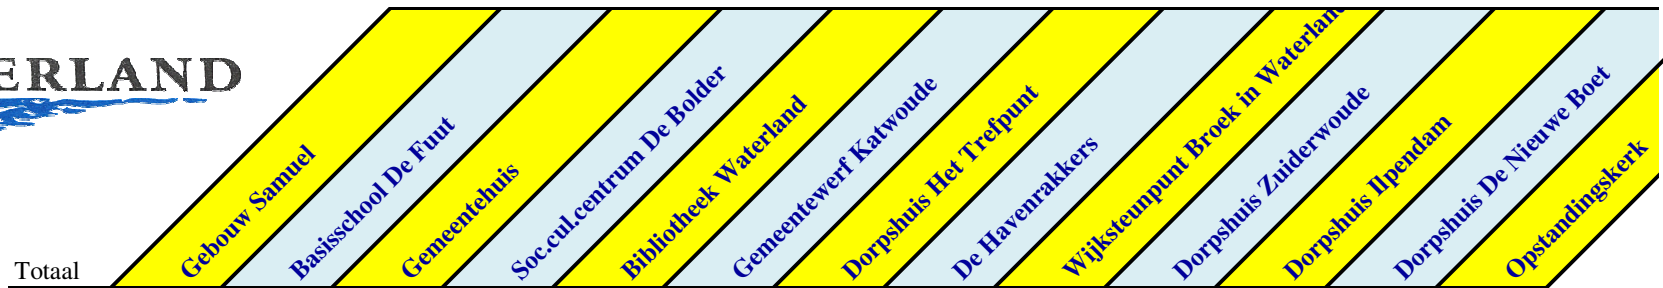 ERLAND
Totaal
Gebouw Samuel
Basisschool De Fuut
Gemeentehuis
Soc.cul.centrum De Bolder
Bibliotheek Waterland
Gemeentewerf Katwoude
Dorpshuis Het Trefpunt
De Havenrakkers
Wijksteunpunt Broek in Waterland
Dorpshuis Zuiderwoude
Dorpshuis Ilpendam
Dorpshuis De Nieuwe Boet
Opstandingskerk